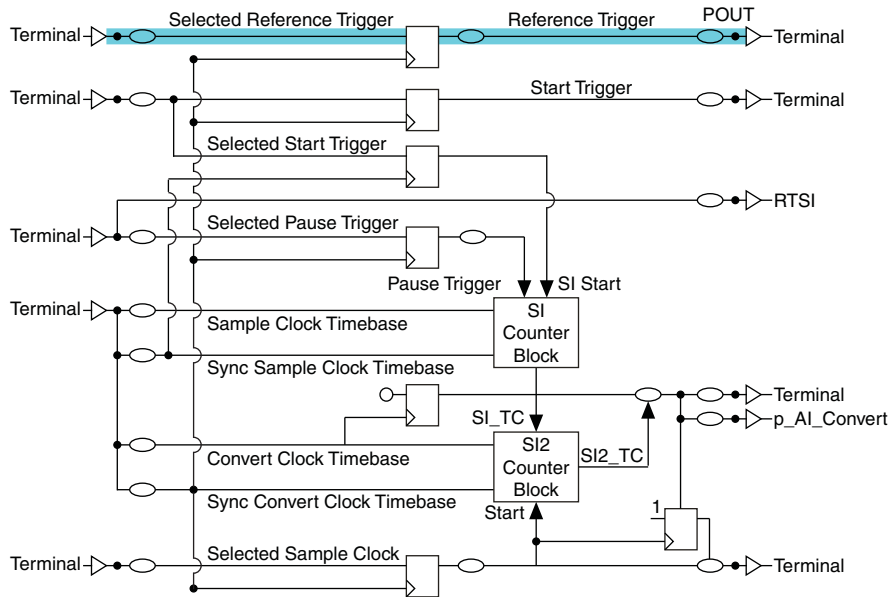 POUT
Terminal Selected Reference Trigger Reference Trigger Terminal
Terminal Start Trigger Terminal
Selected Start Trigger
RTSI
Terminal Selected Pause Trigger
Pause Trigger SI Start
Terminal
Sample Clock Timebase
SI
Counter
Block
Sync Sample Clock Timebase
Terminal
SI_TC
p_AI_Convert
Convert Clock Timebase
SI2
Counter
Block
SI2_TC
Sync Convert Clock Timebase
Start
1
Terminal Selected Sample Clock Terminal